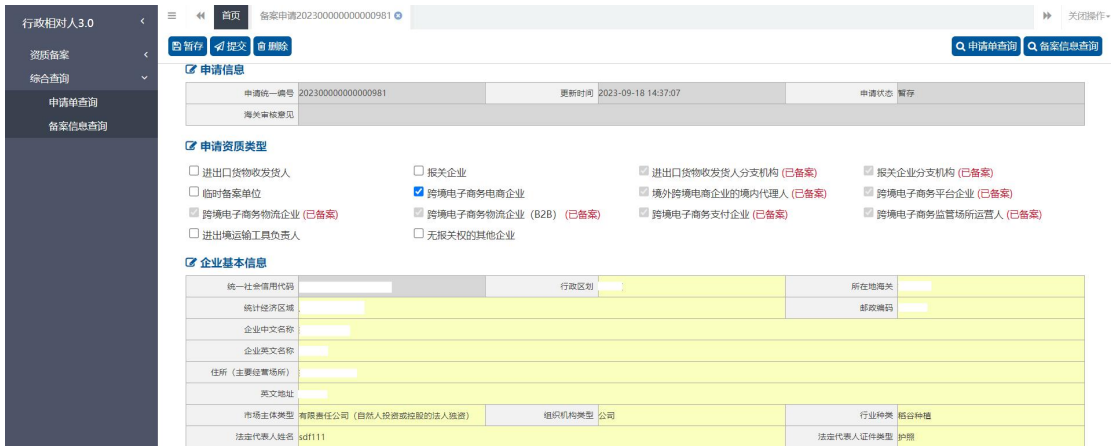 行政相对人3.0
首页 备案申请202300000000000981 关闭操作
资质备案
综合查询
申请单查询
备案信息查询
暂存 提交 删除 申请单查询 备案信息查询
申请信息
申请统一编号 202300000000000981 更新时间 2023-09-18 14:37:07 申请状态 暂存
海关审核意见
申请资质类型
进出口货物收发货人 报关企业 进出口货物收发货人分支机构 (已备案) 报关企业分支机构 (已备案)
临时备案单位 跨境电子商务电商企业 境外跨境电商企业的境内代理人 (已备案) 跨境电子商务平台企业 (已备案)
跨境电子商务物流企业 (已备案) 跨境电子商务物流企业（B2B） (已备案) 跨境电子商务支付企业 (已备案) 跨境电子商务监管场所运营人 (已备案)
进出境运输工具负责人 无报关权的其他企业
企业基本信息
统一社会信用代码 行政区划 所在地海关
统计经济区域 邮政编码
企业中文名称
企业英文名称
住所（主要经营场所）
英文地址
市场主体类型 有限责任公司（自然人投资或控股的法人独资） 组织机构类型 公司 行业种类 稻谷种植
法定代表人姓名 sdf111 法定代表人证件类型 护照